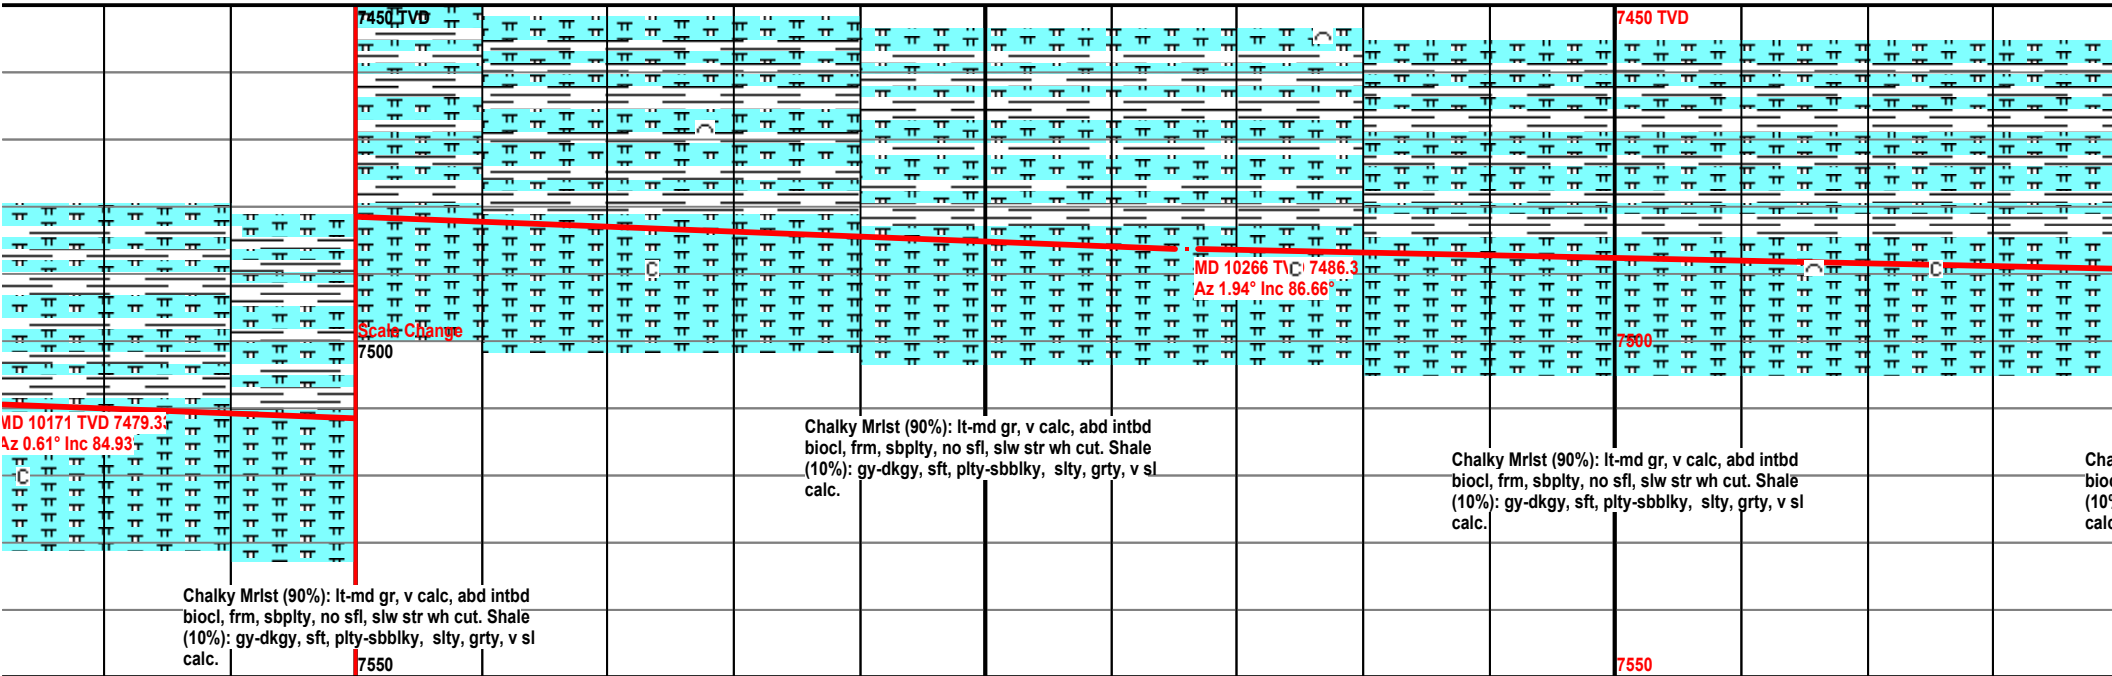 7450 TVD
7450 TVD
MD 10266 TV 7486.3
Az 1.94° Inc 86.66°
Scale Change
7500
7500
MD 10171 TVD 7479.33
Az 0.61° Inc 84.93°
Chalky Mrlst (90%): lt-md gr, v calc, abd intbd
biocl, frm, sbplty, no sfl, slw str wh cut. Shale
(10%): gy-dkgy, sft, plty-sbblky, slty, grty, v sl
calc.
Chalky Mrlst (90%): lt-md gr, v calc, abd intbd
biocl, frm, sbplty, no sfl, slw str wh cut. Shale
(10%): gy-dkgy, sft, plty-sbblky, slty, grty, v sl
calc.
Cha
bioc
(10%
calc
Chalky Mrlst (90%): lt-md gr, v calc, abd intbd
biocl, frm, sbplty, no sfl, slw str wh cut. Shale
(10%): gy-dkgy, sft, plty-sbblky, slty, grty, v sl
calc.
7550
7550
C
C
C
C